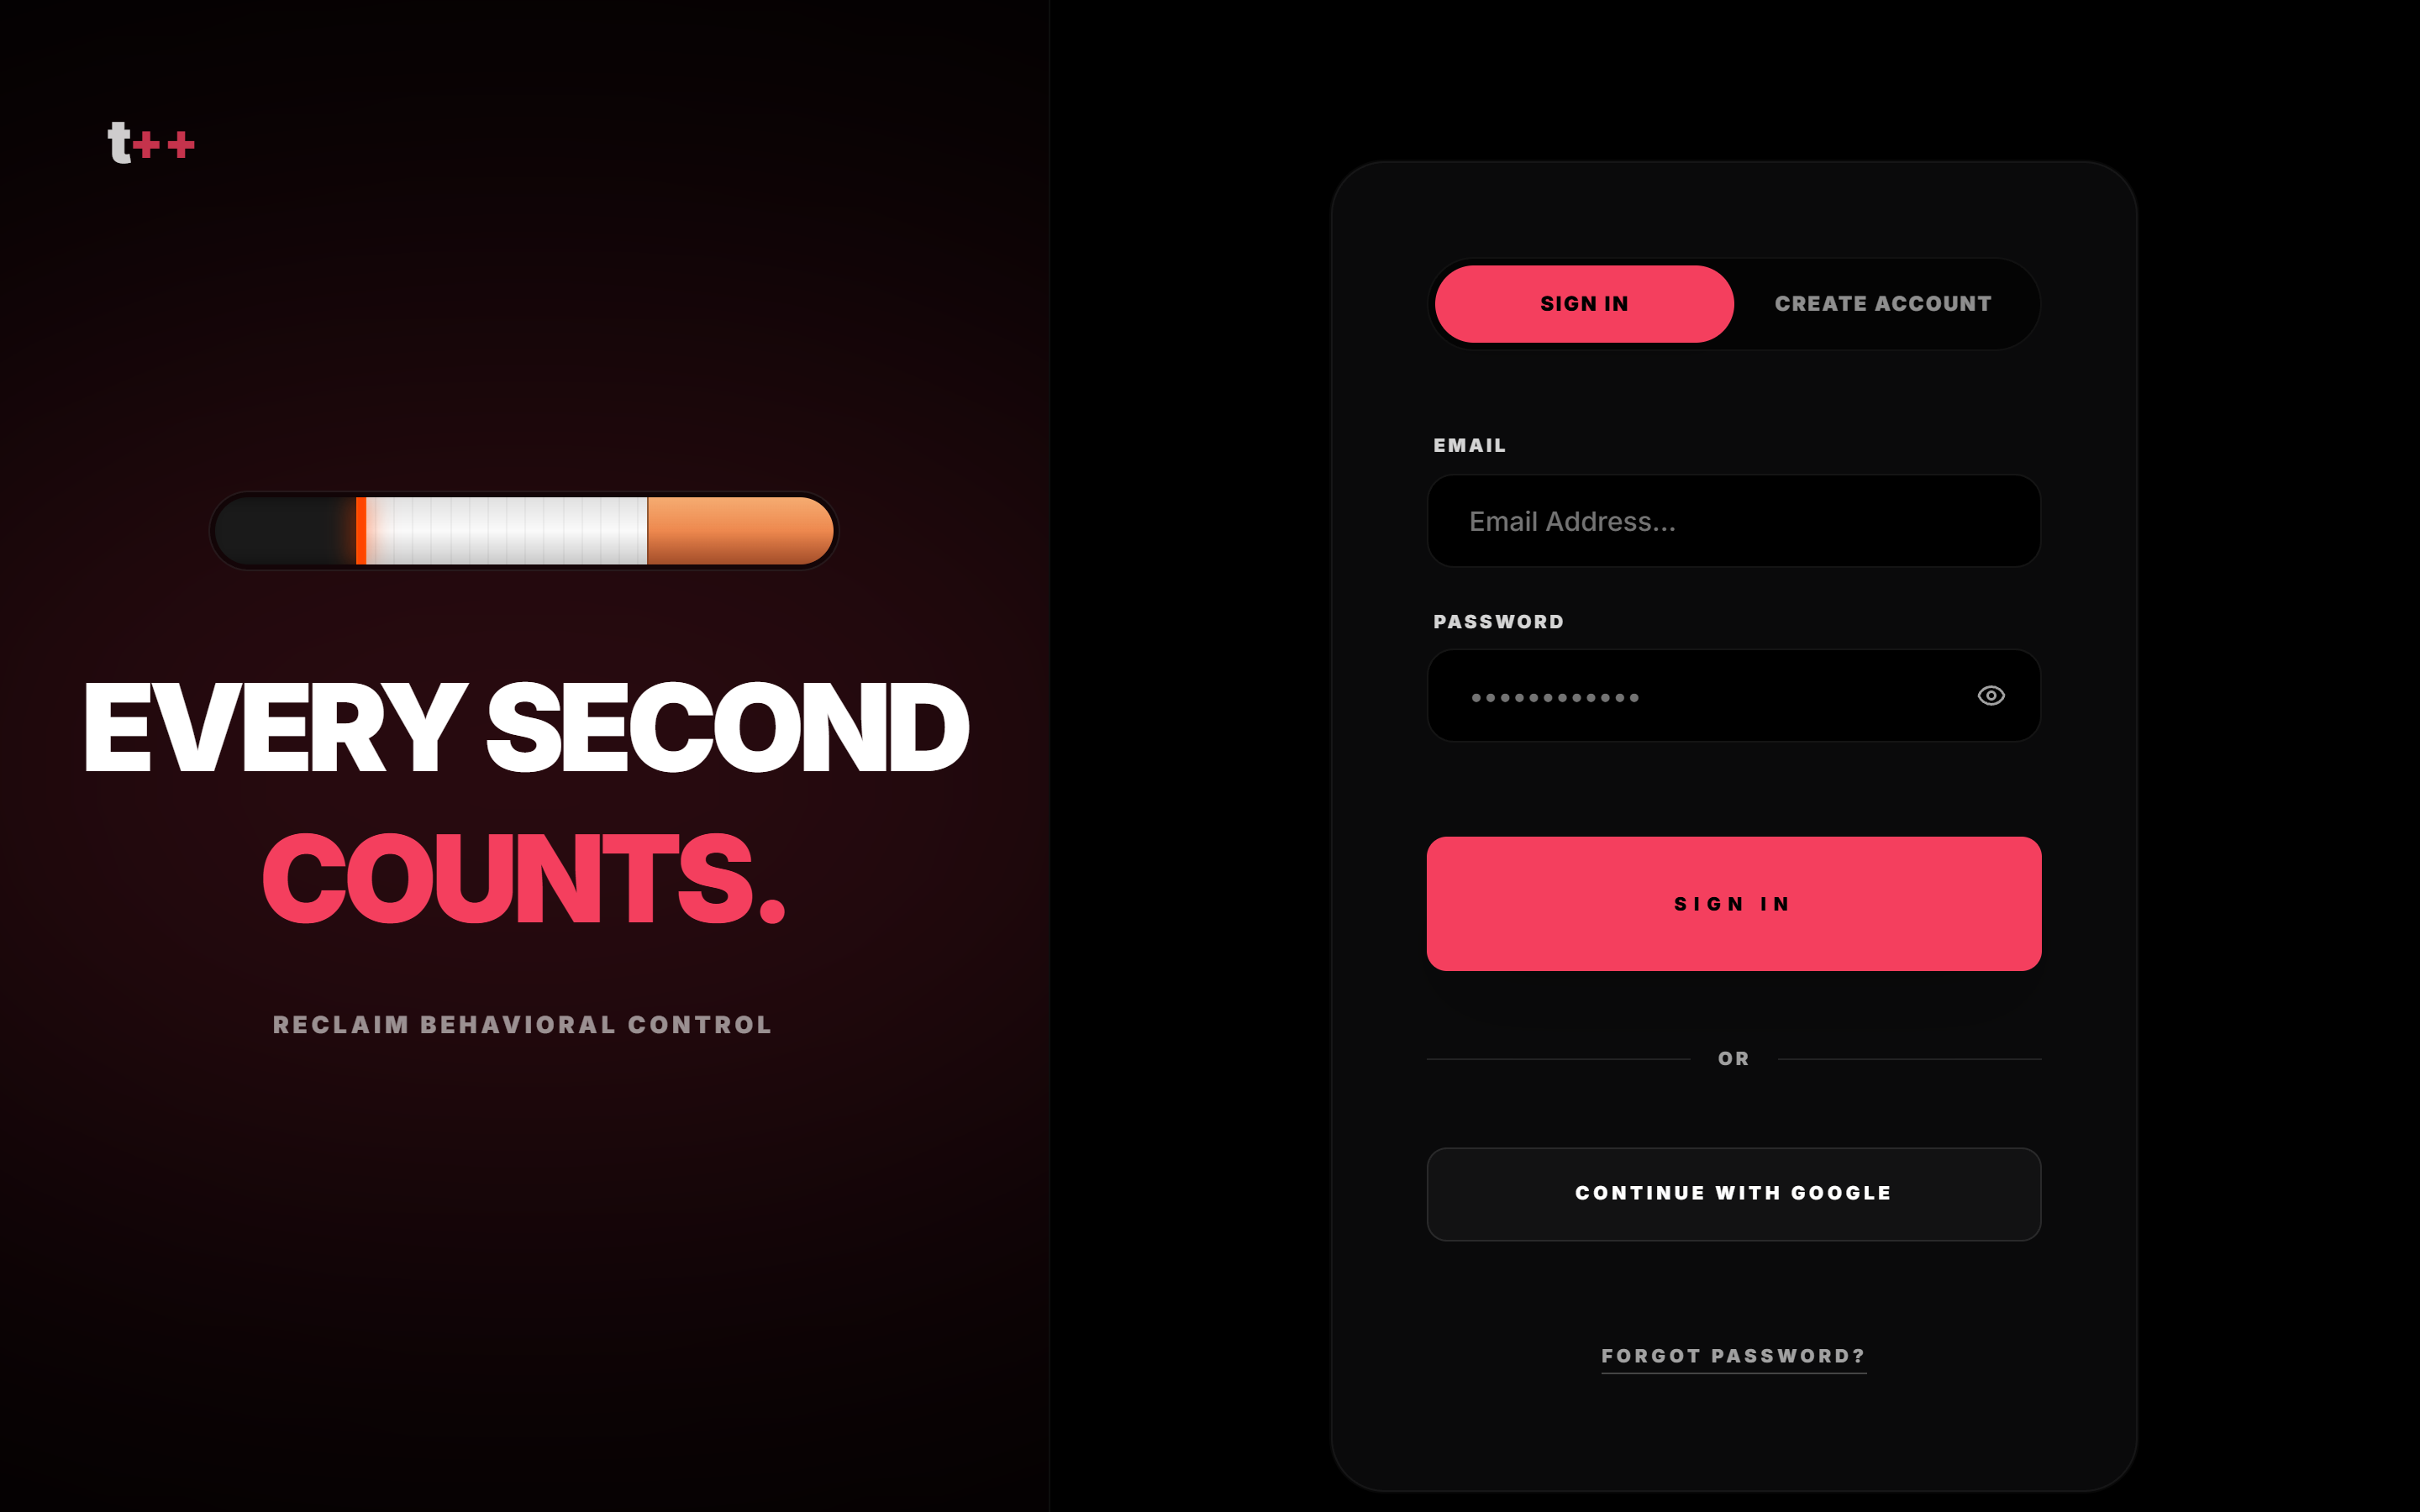 t++
EVERY SECOND
COUNTS.
RECLAIM BEHAVIORAL CONTROL
SIGN IN
CREATE ACCOUNT
EMAIL
Email Address...
PASSWORD
•••••••••••• 
SIGN IN
OR
CONTINUE WITH GOOGLE
FORGOT PASSWORD?